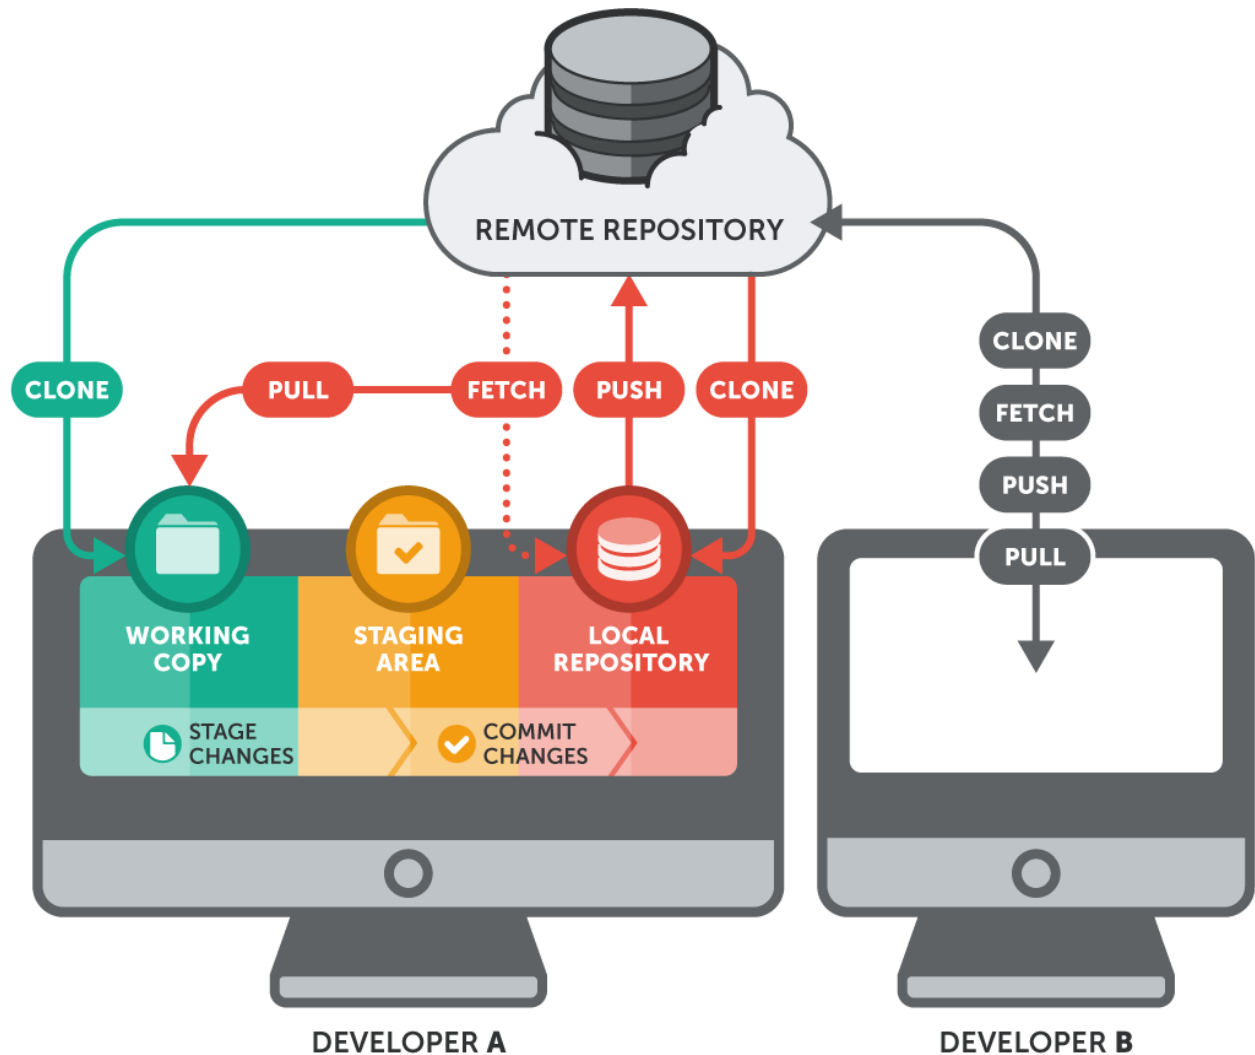 REMOTE REPOSITORY
CLONE
PULL
FETCH
PUSH
CLONE
CLONE
FETCH
PUSH
PULL
WORKING
COPY
STAGING
AREA
LOCAL
REPOSITORY
STAGE
CHANGES
COMMIT
CHANGES
DEVELOPER A
DEVELOPER B